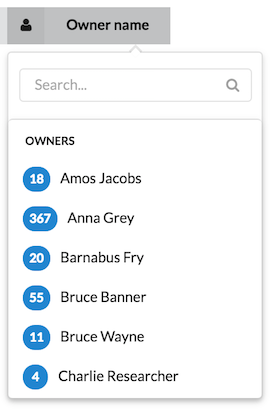 Owner name
Search...
OWNERS
18 Amos Jacobs
367 Anna Grey
20 Barnabus Fry
55 Bruce Banner
11 Bruce Wayne
4 Charlie Researcher